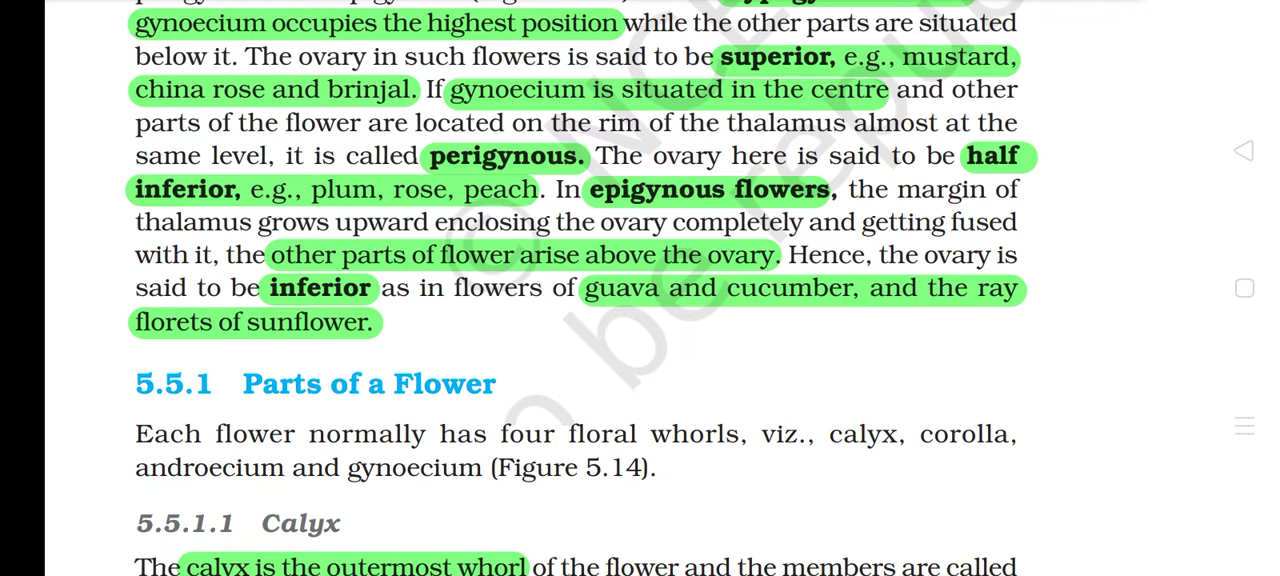 gynoecium occupies the highest position while the other parts are situated
below it. The ovary in such flowers is said to be superior, e.g., mustard,
china rose and brinjal. If gynoecium is situated in the centre and other
parts of the flower are located on the rim of the thalamus almost at the
same level, it is called perigynous. The ovary here is said to be half
inferior, e.g., plum, rose, peach. In epigynous flowers, the margin of
thalamus grows upward enclosing the ovary completely and getting fused
with it, the other parts of flower arise above the ovary. Hence, the ovary is
said to be inferior as in flowers of guava and cucumber, and the ray
florets of sunflower.
5.5.1 Parts of a Flower
Each flower normally has four floral whorls, viz., calyx, corolla,
androecium and gynoecium (Figure 5.14).
5.5.1.1 Calyx
The calyx is the outermost whorl of the flower and the members are called